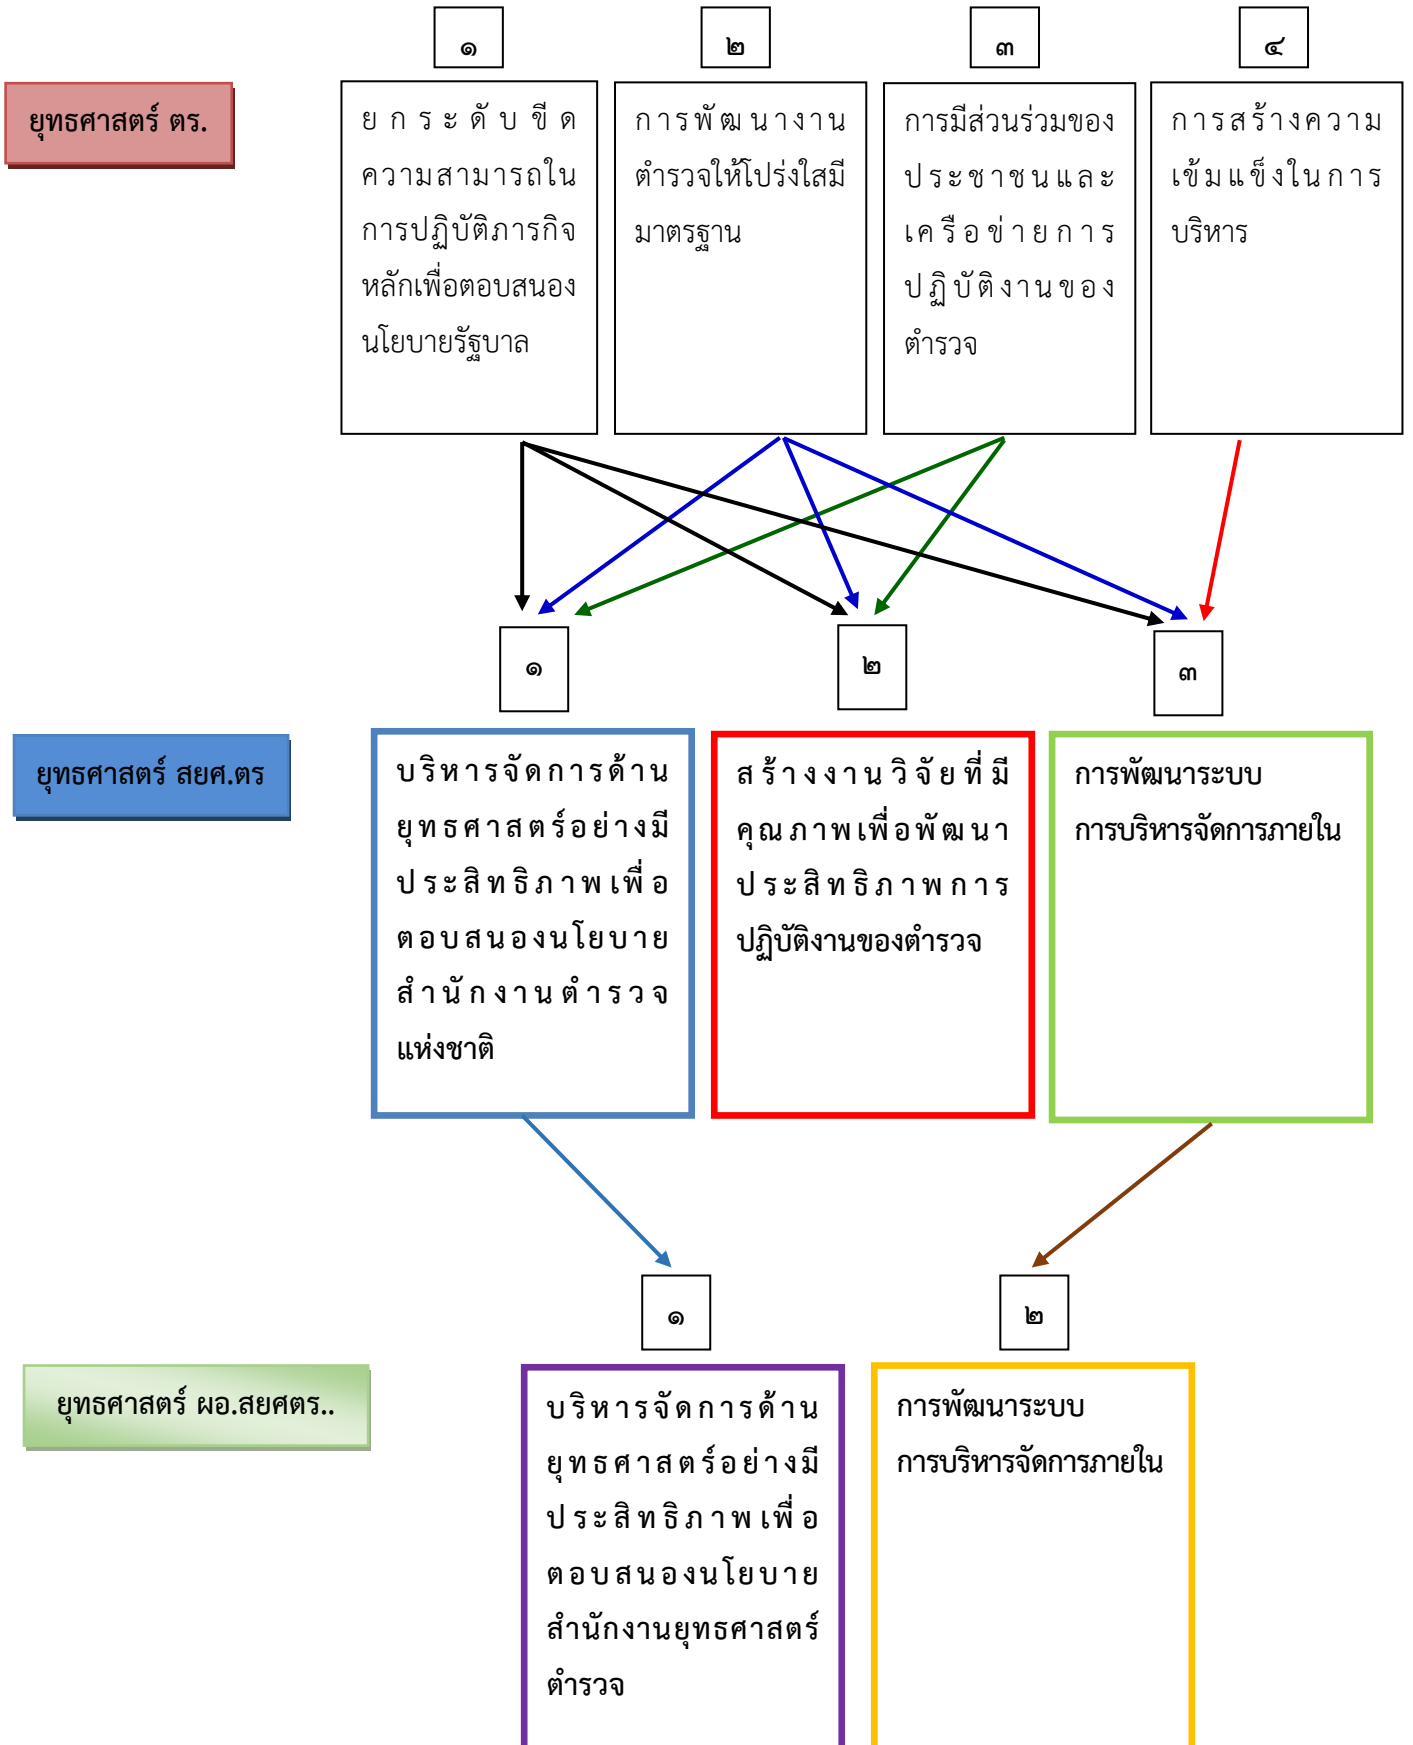 ๑
๒
๓
๔
ยุทธศาสตร์ ตร.
ยกระดับขีด
ความสามารถใน
การปฏิบัติภารกิจ
หลักเพื่อตอบสนอง
นโยบายรัฐบาล
การพัฒนางาน
ตำรวจให้โปร่งใสมี
มาตรฐาน
การมีส่วนร่วมของ
ประชาชนและ
เครือข่ายการ
ปฏิบัติงานของ
ตำรวจ
การสร้างความ
เข้มแข็งในการ
บริหาร
๑
๒
๓
ยุทธศาสตร์ สยศ.ตร
บริหารจัดการด้าน
ยุทธศาสตร์อย่างมี
ประสิทธิภาพเพื่อ
ตอบสนองนโยบาย
สำนักงานตำรวจ
แห่งชาติ
สร้างงานวิจัยที่มี
คุณภาพเพื่อพัฒนา
ประสิทธิภาพการ
ปฏิบัติงานของตำรวจ
การพัฒนาระบบ
การบริหารจัดการภายใน
๑
๒
ยุทธศาสตร์ ผอ.สยศตร..
บริหารจัดการด้าน
ยุทธศาสตร์อย่างมี
ประสิทธิภาพเพื่อ
ตอบสนองนโยบาย
สำนักงานยุทธศาสตร์
ตำรวจ
การพัฒนาระบบ
การบริหารจัดการภายใน